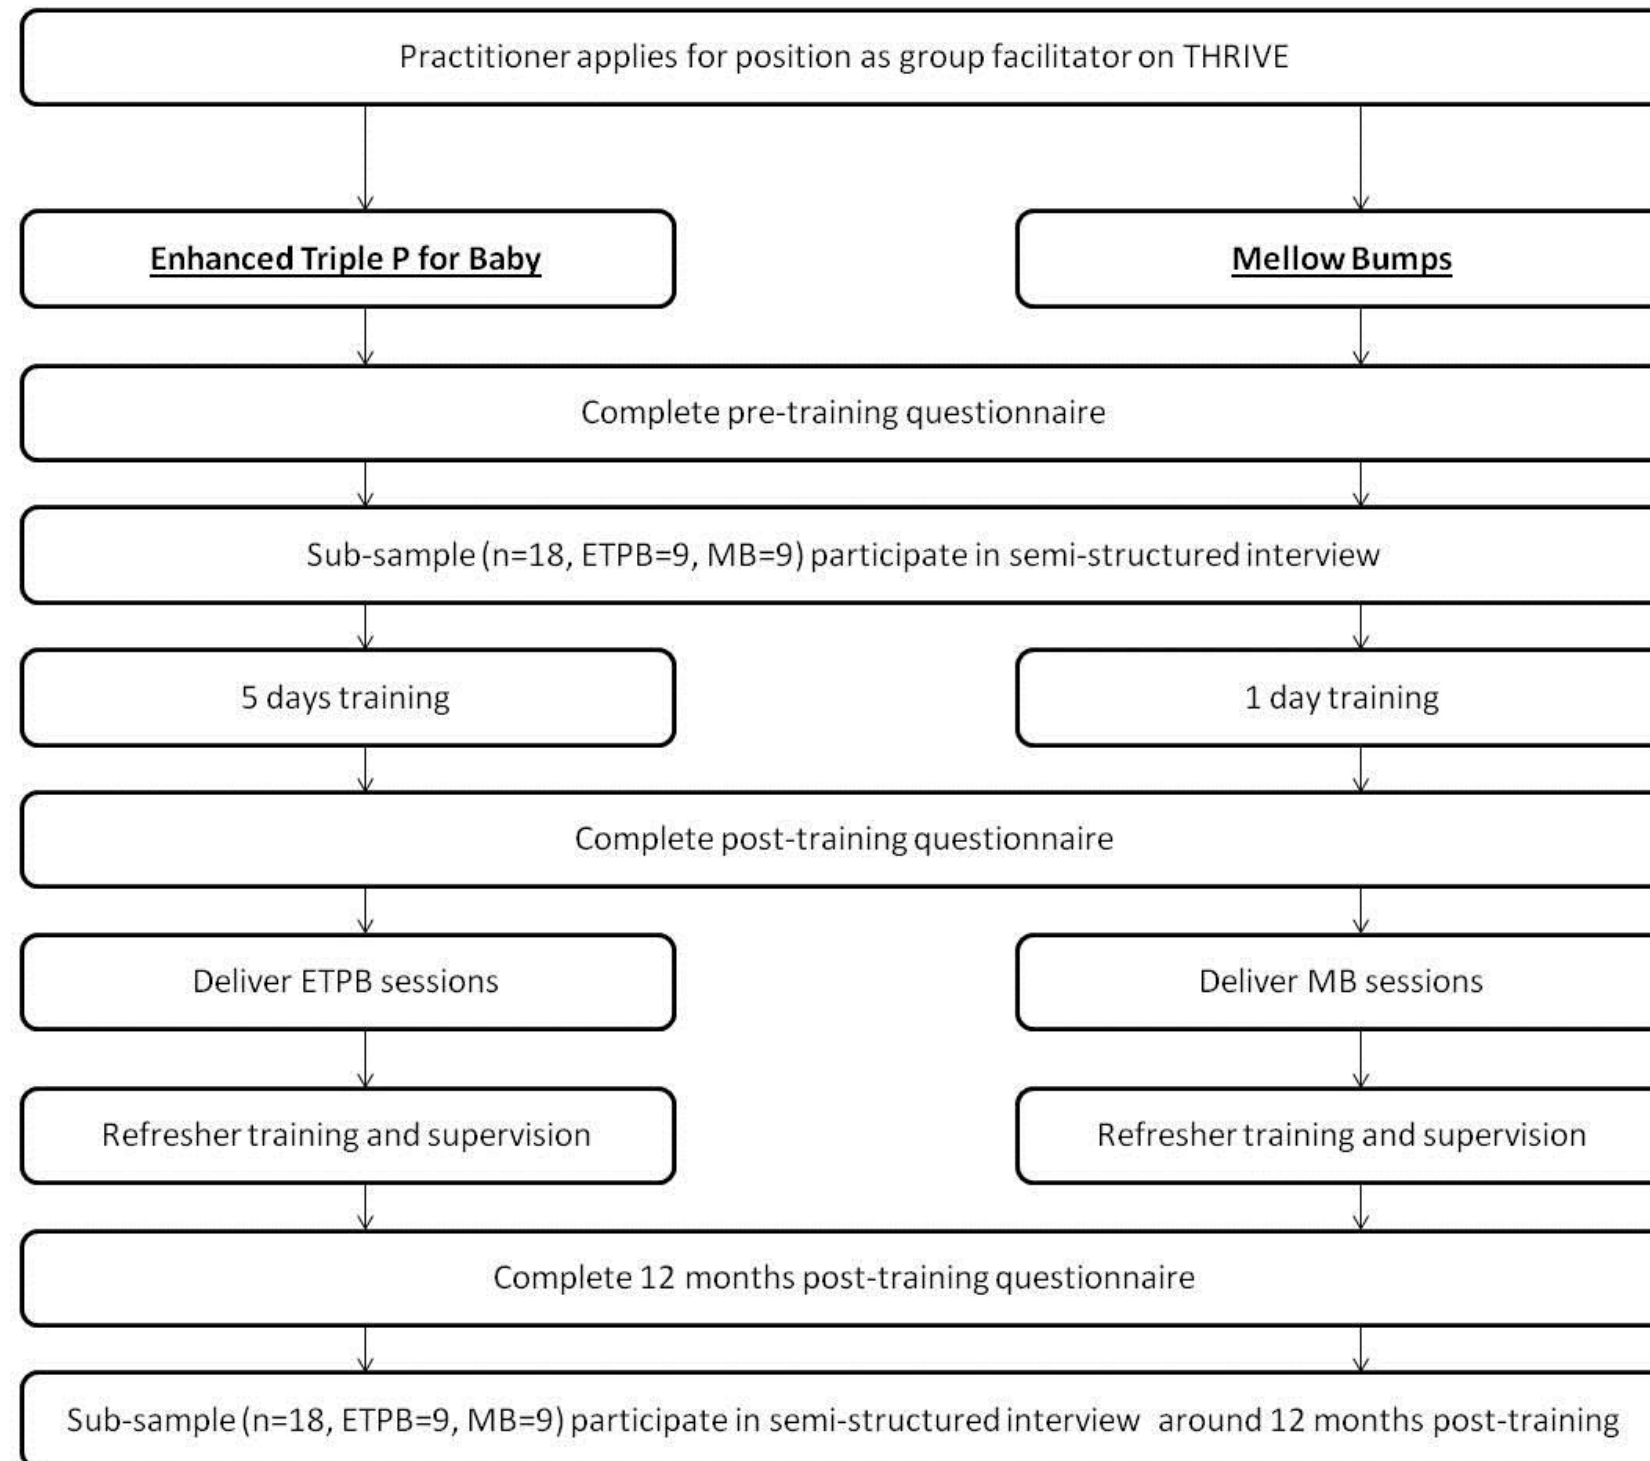 Practitioner applies for position as group facilitator on THRIVE
Enhanced Triple P for Baby
Mellow Bumps
Complete pre-training questionnaire
Sub-sample (n=18, ETPB=9, MB=9) participate in semi-structured interview
5 days training
1 day training
Complete post-training questionnaire
Deliver ETPB sessions
Deliver MB sessions
Refresher training and supervision
Refresher training and supervision
Complete 12 months post-training questionnaire
Sub-sample (n=18, ETPB=9, MB=9) participate in semi-structured interview around 12 months post-training